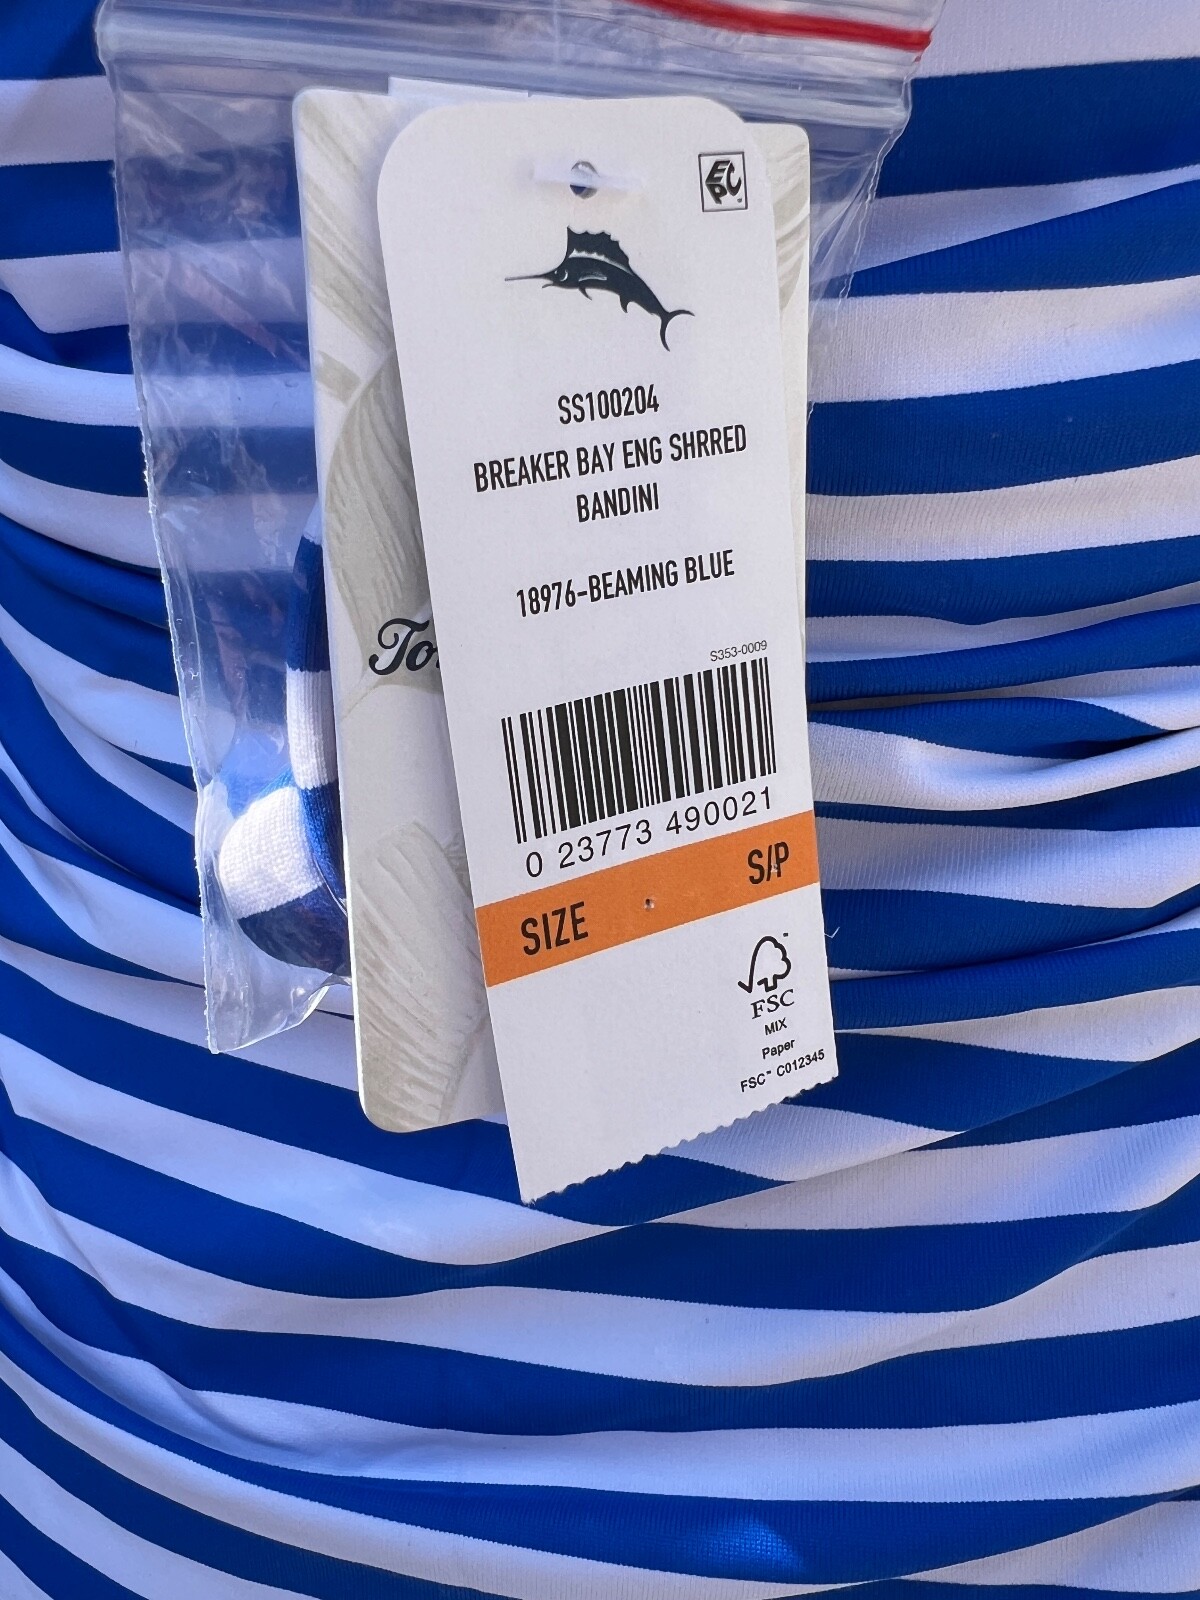 EPC
SS100204
BREAKER BAY ENG SHRRED
BANDINI
18976-BEAMING BLUE
S353-0009
0 23773 490021
SIZE S/P
FSC
MIX
Paper
FSC™ C012345